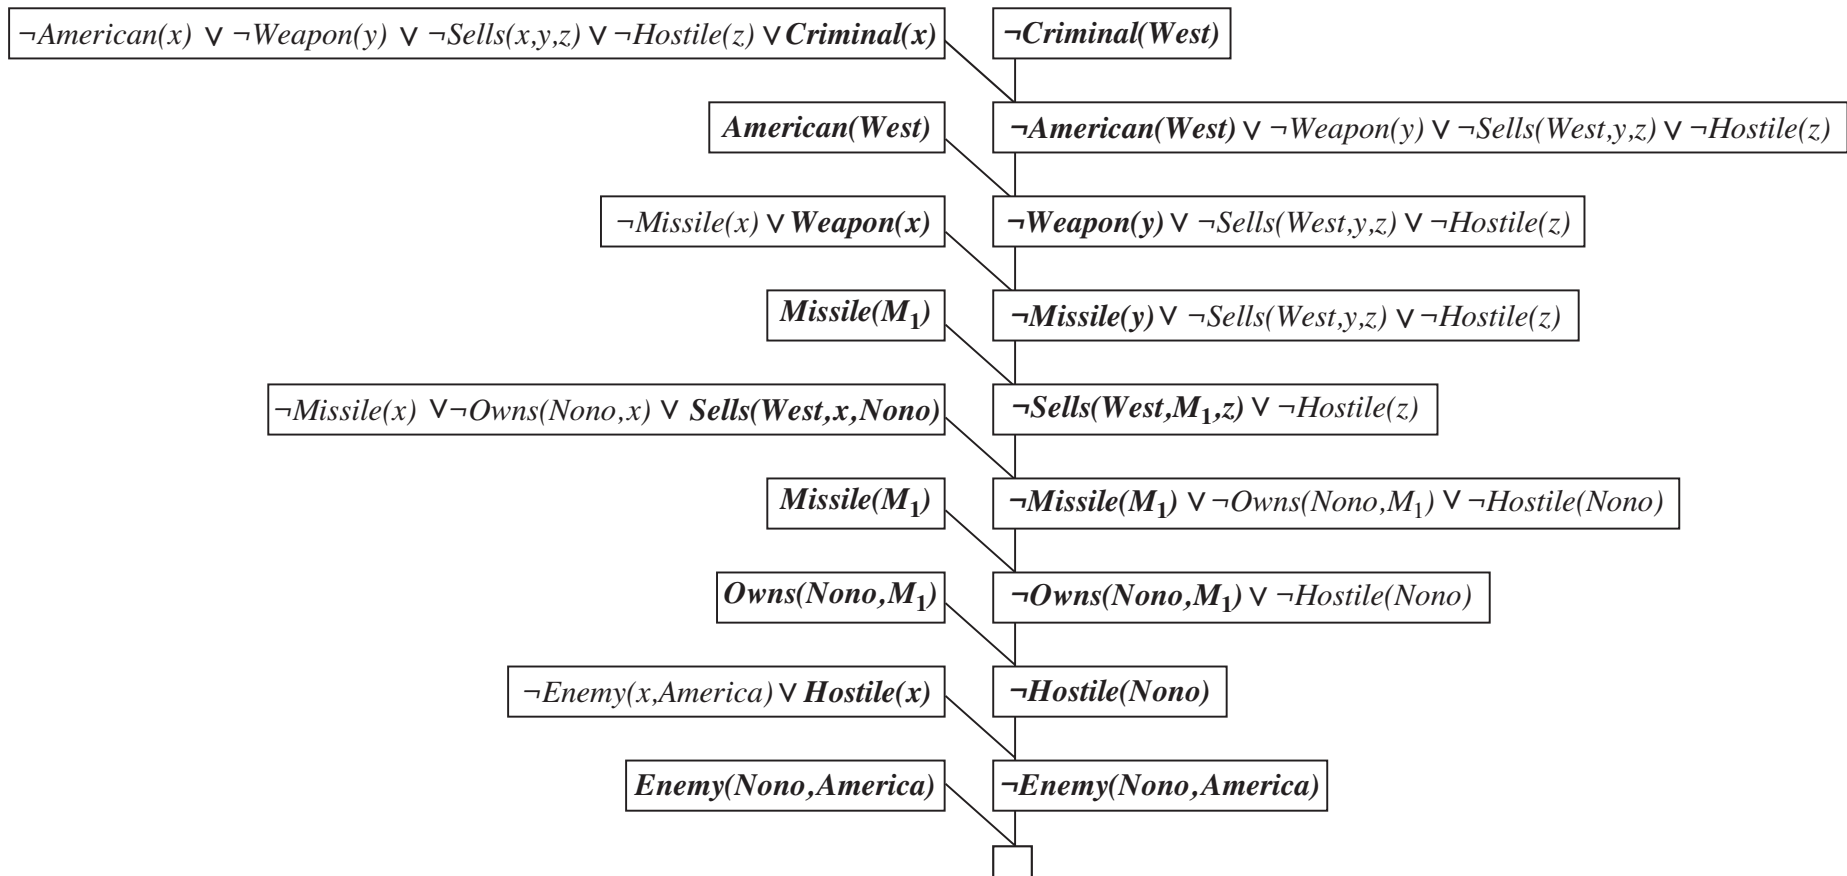 ¬American(x) ∨ ¬Weapon(y) ∨ ¬Sells(x,y,z) ∨ ¬Hostile(z) ∨ Criminal(x) ¬Criminal(West)
American(West) ¬American(West) ∨ ¬Weapon(y) ∨ ¬Sells(West,y,z) ∨ ¬Hostile(z)
¬Missile(x) ∨ Weapon(x) ¬Weapon(y) ∨ ¬Sells(West,y,z) ∨ ¬Hostile(z)
Missile(M₁) ¬Missile(y) ∨ ¬Sells(West,y,z) ∨ ¬Hostile(z)
¬Missile(x) ∨ ¬Owns(Nono,x) ∨ Sells(West,x,Nono) ¬Sells(West,M₁,z) ∨ ¬Hostile(z)
Missile(M₁) ¬Missile(M₁) ∨ ¬Owns(Nono,M₁) ∨ ¬Hostile(Nono)
Owns(Nono,M₁) ¬Owns(Nono,M₁) ∨ ¬Hostile(Nono)
¬Enemy(x,America) ∨ Hostile(x) ¬Hostile(Nono)
Enemy(Nono,America) ¬Enemy(Nono,America)